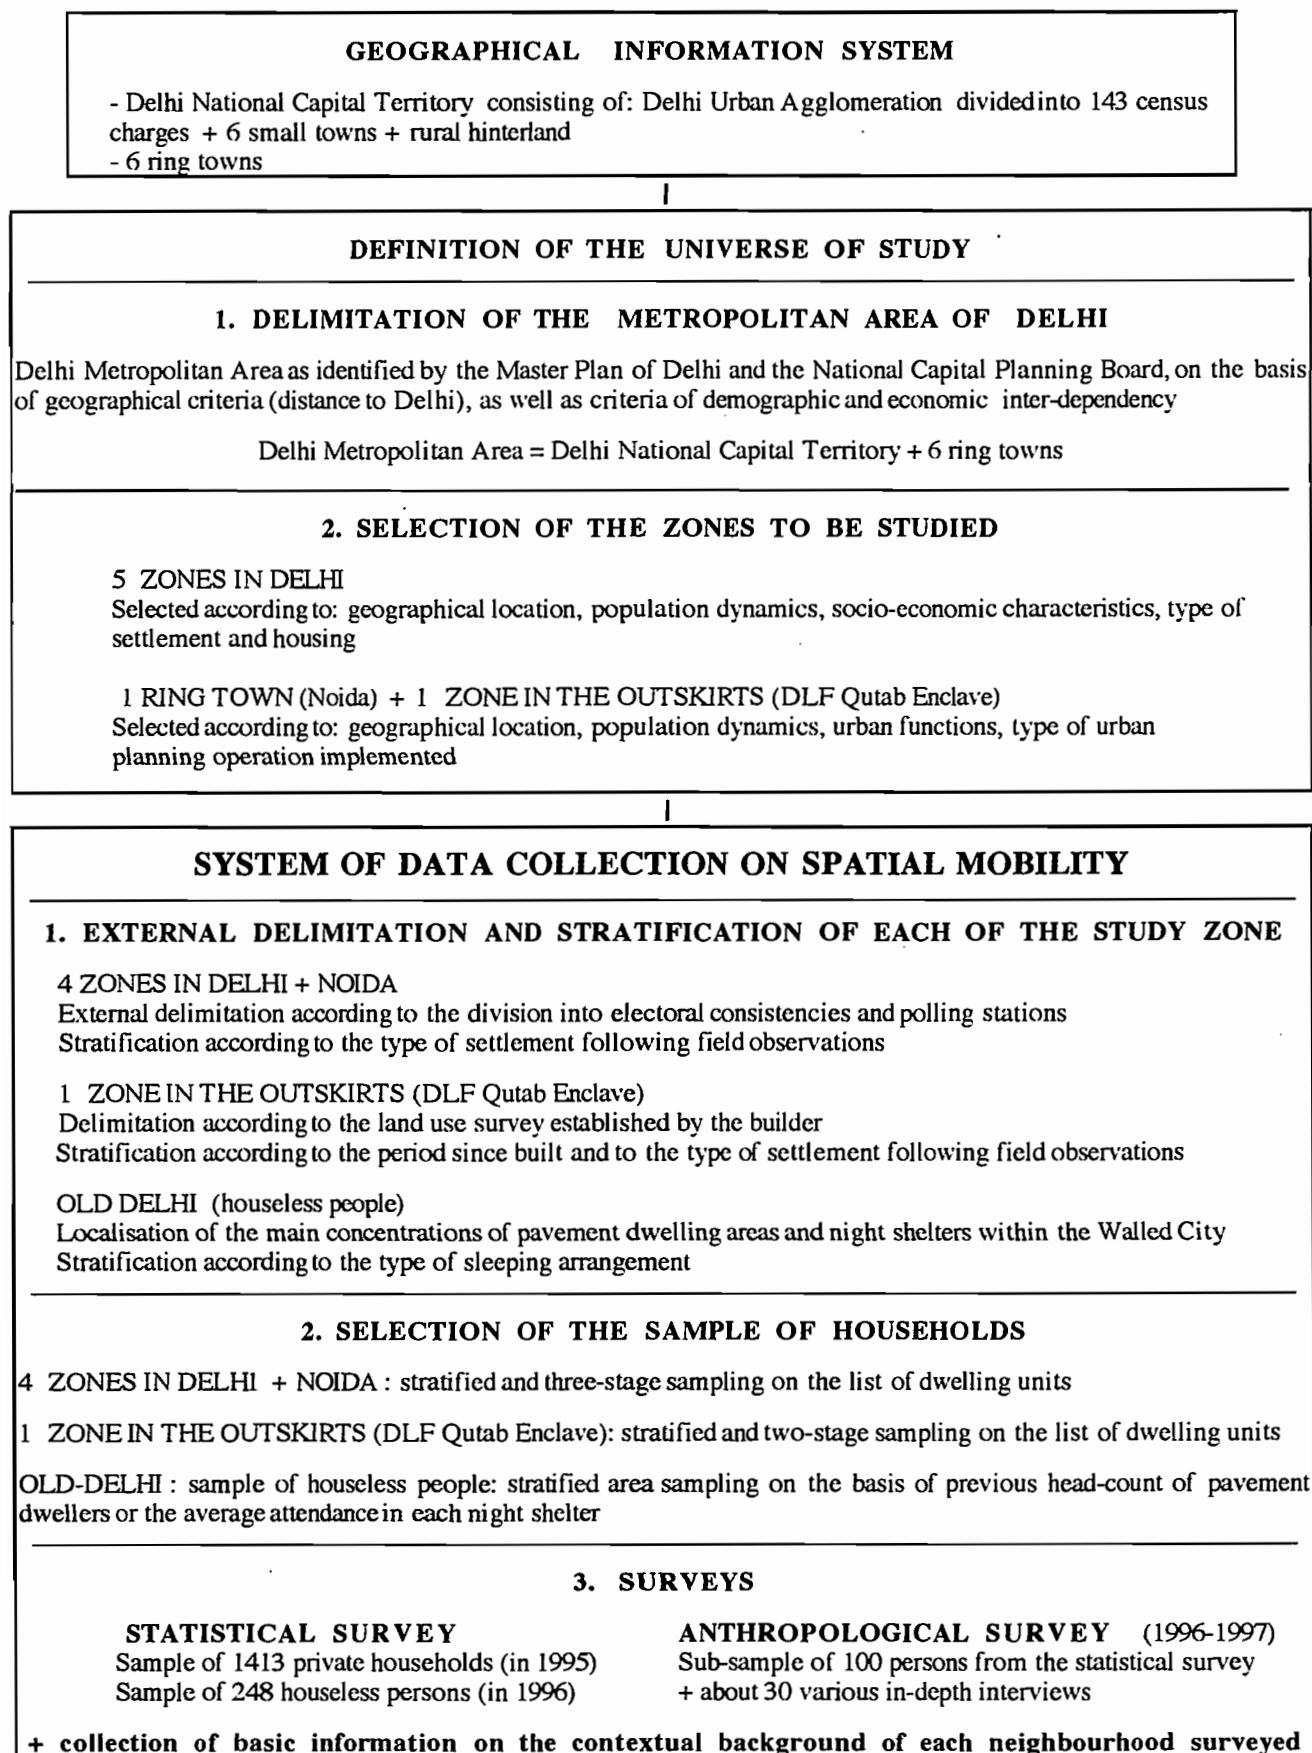 GEOGRAPHICAL INFORMATION SYSTEM
- Delhi National Capital Territory consisting of: Delhi Urban Agglomeration divided into 143 census
charges + 6 small towns + rural hinterland
- 6 ring towns
DEFINITION OF THE UNIVERSE OF STUDY
1. DELIMITATION OF THE METROPOLITAN AREA OF DELHI
Delhi Metropolitan Area as identified by the Master Plan of Delhi and the National Capital Planning Board, on the basis
of geographical criteria (distance to Delhi), as well as criteria of demographic and economic inter-dependency
Delhi Metropolitan Area = Delhi National Capital Territory + 6 ring towns
2. SELECTION OF THE ZONES TO BE STUDIED
5 ZONES IN DELHI
Selected according to: geographical location, population dynamics, socio-economic characteristics, type of
settlement and housing
1 RING TOWN (Noida) + 1 ZONE IN THE OUTSKIRTS (DLF Qutab Enclave)
Selected according to: geographical location, population dynamics, urban functions, type of urban
planning operation implemented
SYSTEM OF DATA COLLECTION ON SPATIAL MOBILITY
1. EXTERNAL DELIMITATION AND STRATIFICATION OF EACH OF THE STUDY ZONE
4 ZONES IN DELHI + NOIDA
External delimitation according to the division into electoral consistencies and polling stations
Stratification according to the type of settlement following field observations
1 ZONE IN THE OUTSKIRTS (DLF Qutab Enclave)
Delimitation according to the land use survey established by the builder
Stratification according to the period since built and to the type of settlement following field observations
OLD DELHI (houseless people)
Localisation of the main concentrations of pavement dwelling areas and night shelters within the Walled City
Stratification according to the type of sleeping arrangement
2. SELECTION OF THE SAMPLE OF HOUSEHOLDS
4 ZONES IN DELHI + NOIDA : stratified and three-stage sampling on the list of dwelling units
1 ZONE IN THE OUTSKIRTS (DLF Qutab Enclave): stratified and two-stage sampling on the list of dwelling units
OLD-DELHI : sample of houseless people: stratified area sampling on the basis of previous head-count of pavement
dwellers or the average attendance in each night shelter
3. SURVEYS
STATISTICAL SURVEY
Sample of 1413 private households (in 1995)
Sample of 248 houseless persons (in 1996)
ANTHROPOLOGICAL SURVEY (1996-1997)
Sub-sample of 100 persons from the statistical survey
+ about 30 various in-depth interviews
+ collection of basic information on the contextual background of each neighbourhood surveyed